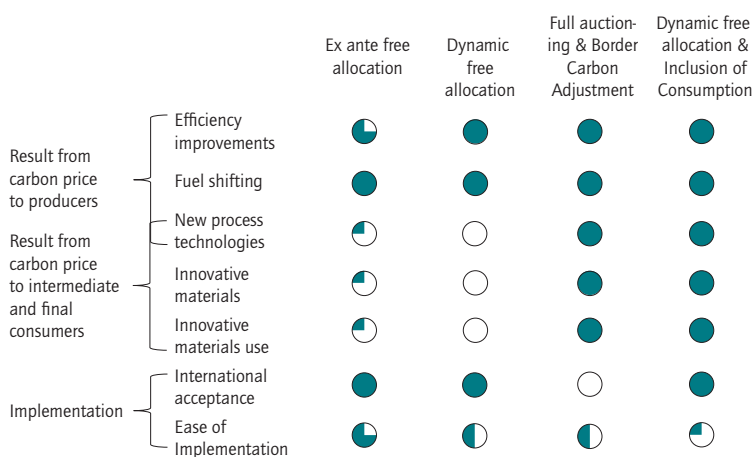 Ex ante free
allocation
Dynamic
free
allocation
Full auction-
ing & Border
Carbon
Adjustment
Dynamic free
allocation &
Inclusion of
Consumption
Result from
carbon price
to producers
Efficiency
improvements
Fuel shifting
New process
technologies
Result from
carbon price
to intermediate
and final
consumers
Innovative
materials
Innovative
materials use
Implementation
International
acceptance
Ease of
Implementation